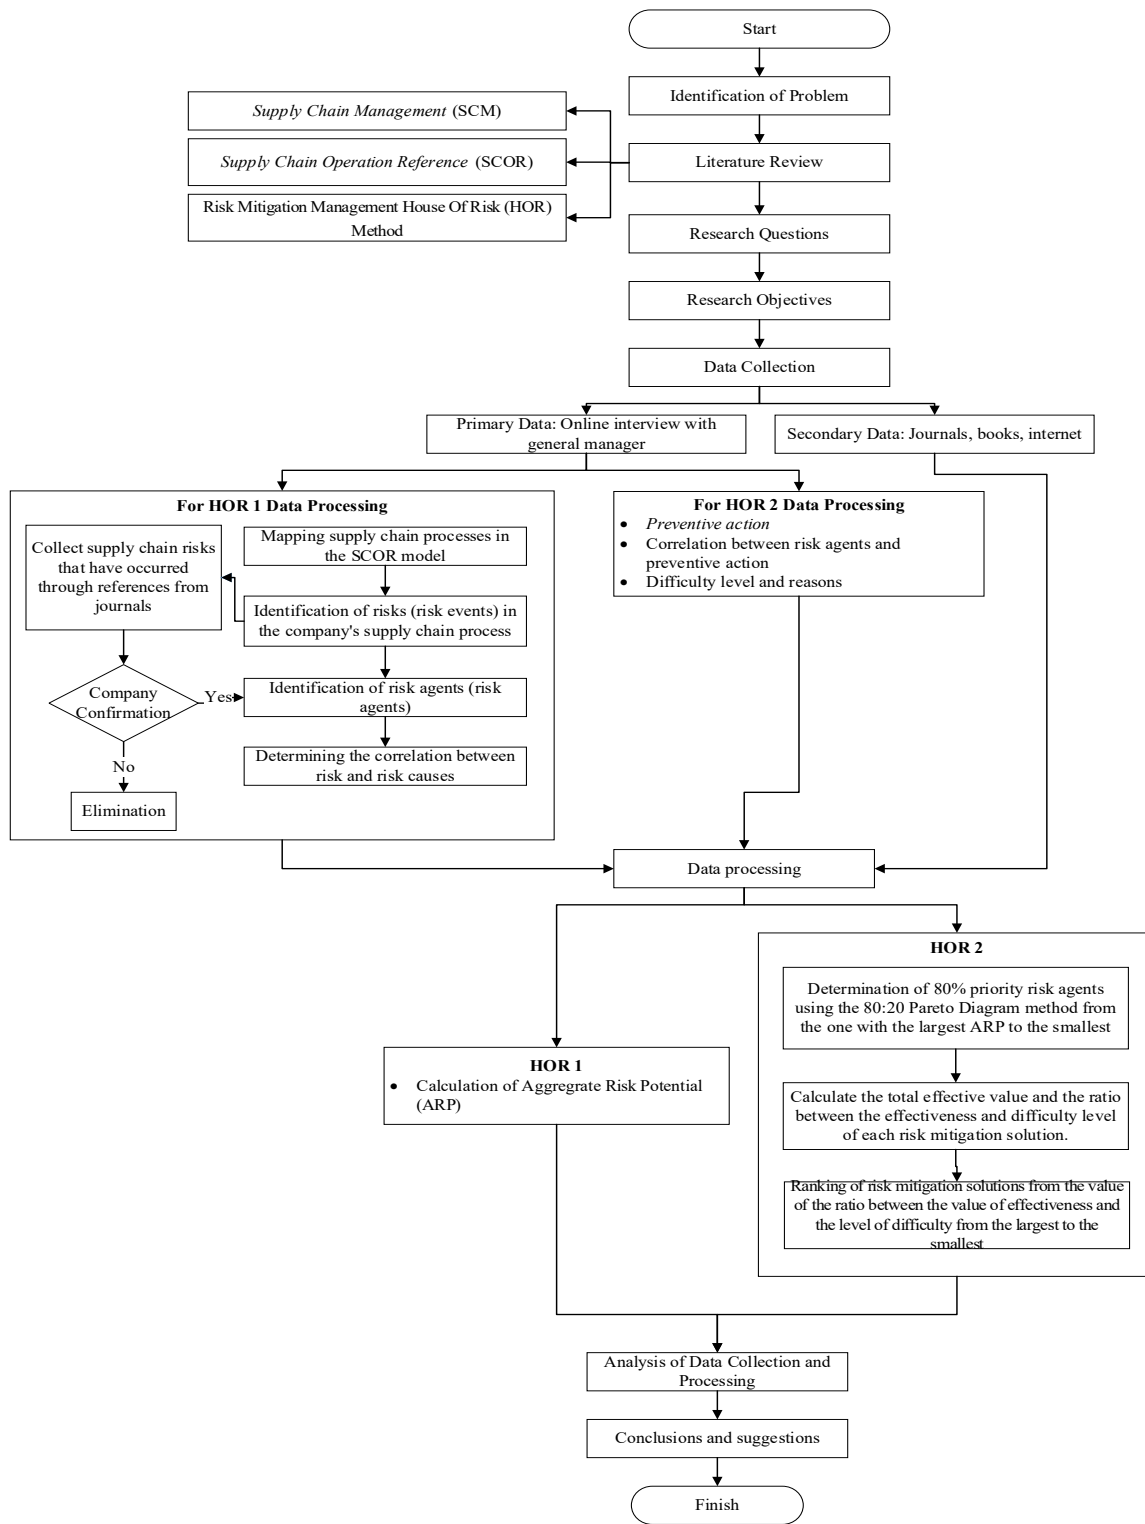 Start
Identification of Problem
Supply Chain Management (SCM)
Literature Review
Supply Chain Operation Reference (SCOR)
Risk Mitigation Management House Of Risk (HOR)
Method
Research Questions
Research Objectives
Data Collection
Primary Data: Online interview with
general manager
Secondary Data: Journals, books, internet
For HOR 1 Data Processing
Collect supply chain risks
that have occurred
through references from
journals
Mapping supply chain processes in
the SCOR model
Identification of risks (risk events) in
the company's supply chain process
Company
Confirmation
Yes
Identification of risk agents (risk
agents)
Determining the correlation between
risk and risk causes
No
Elimination
For HOR 2 Data Processing
• Preventive action
• Correlation between risk agents and
preventive action
• Difficulty level and reasons
Data processing
HOR 1
• Calculation of Aggregate Risk Potential
(ARP)
HOR 2
Determination of 80% priority risk agents
using the 80:20 Pareto Diagram method from
the one with the largest ARP to the smallest
Calculate the total effective value and the ratio
between the effectiveness and difficulty level
of each risk mitigation solution.
Ranking of risk mitigation solutions from the value
of the ratio between the value of effectiveness and
the level of difficulty from the largest to the
smallest
Analysis of Data Collection and
Processing
Conclusions and suggestions
Finish